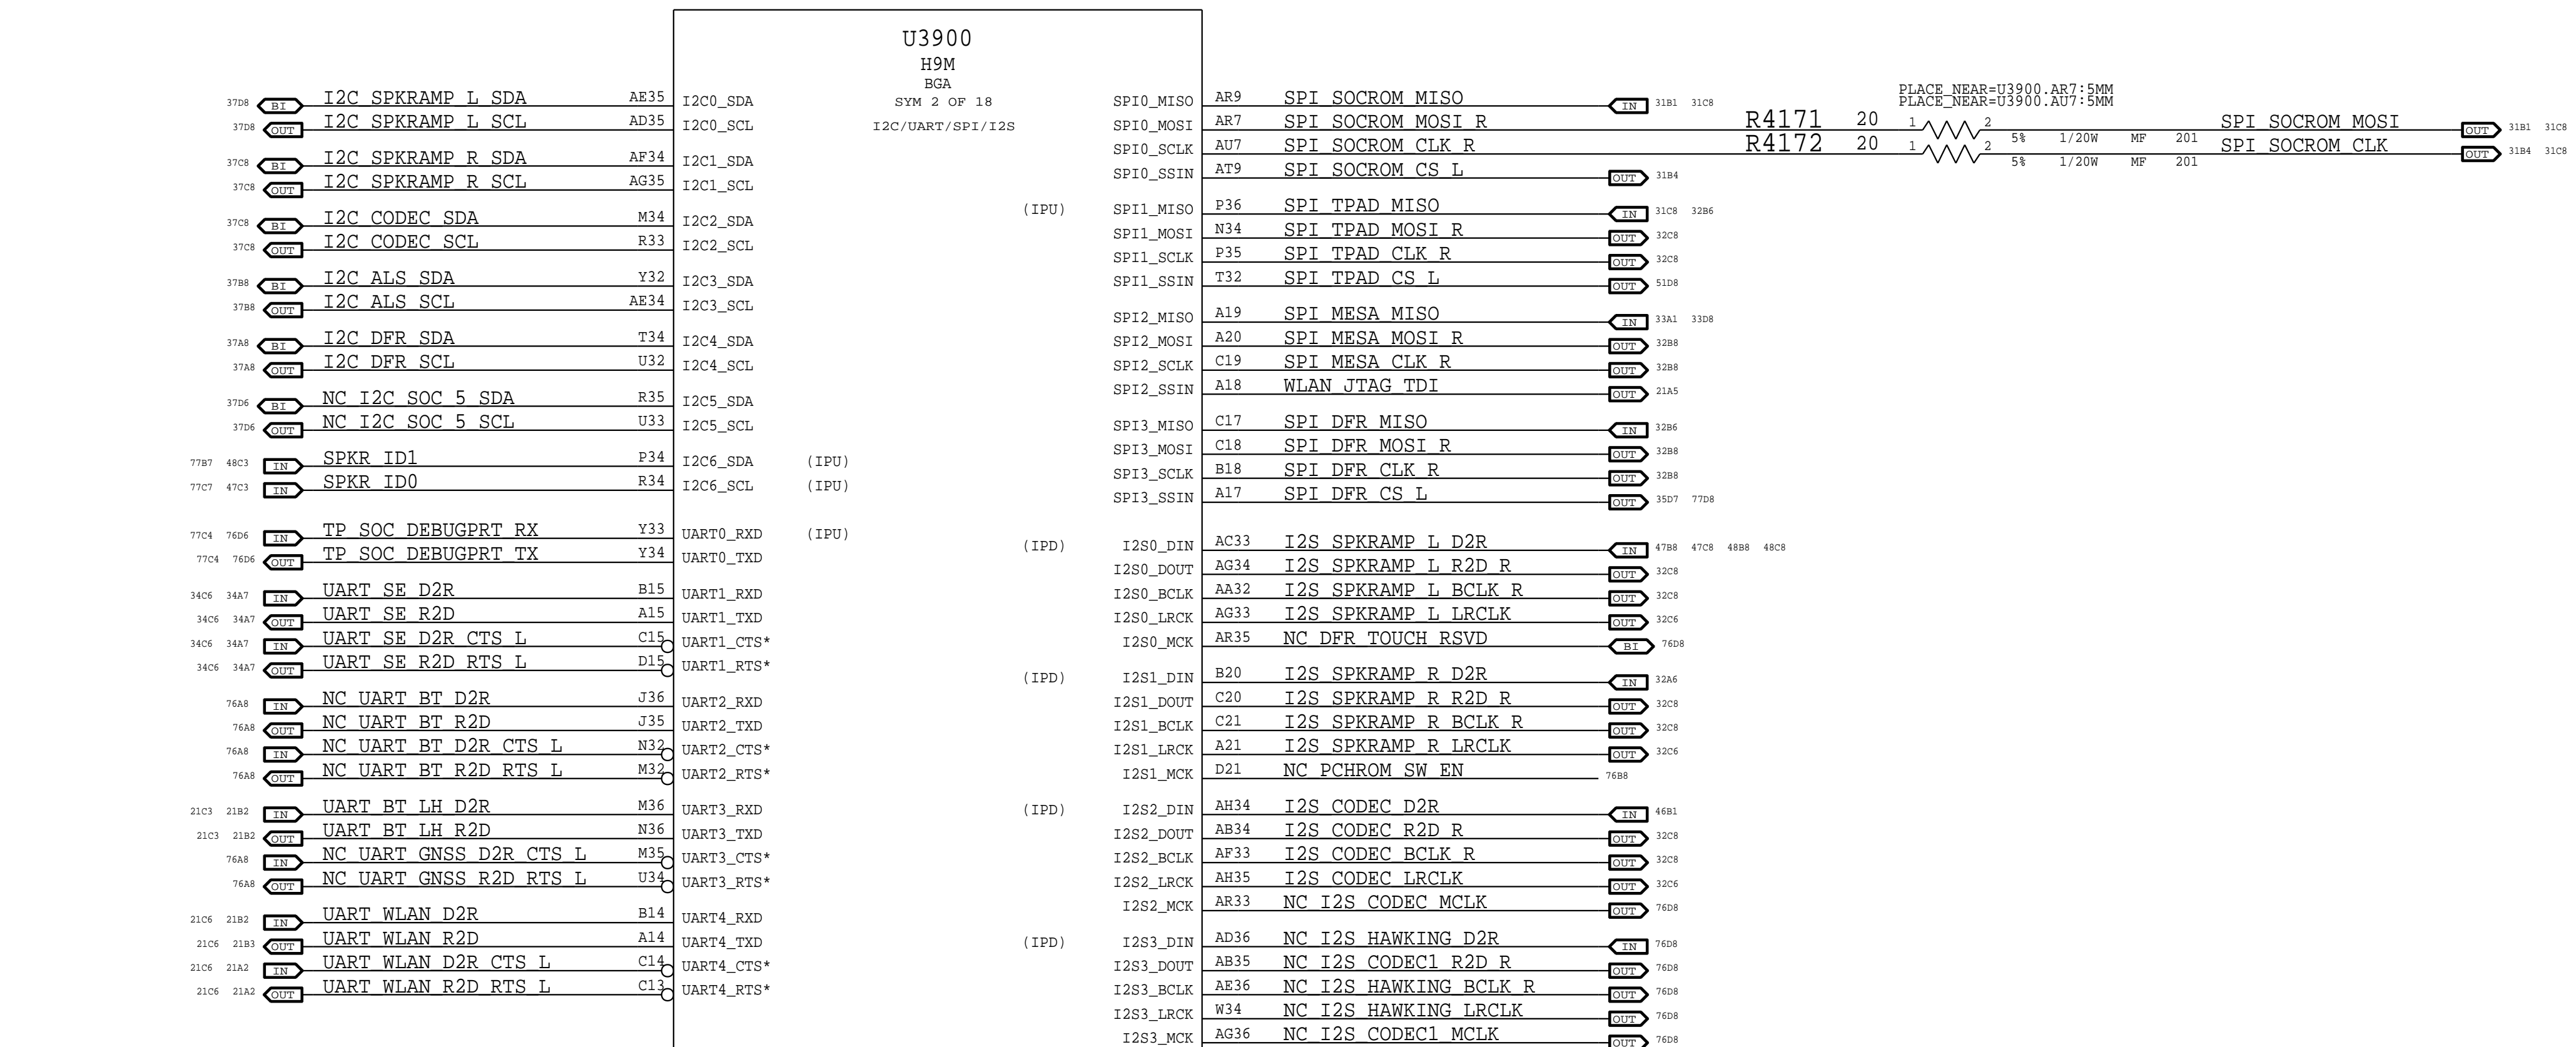 U3900
H9M
BGA
SYM 2 OF 18
I2C/UART/SPI/I2S
37D8 BI I2C_SPKRAMP_L_SDA AE35 I2C0_SDA
37D8 OUT I2C_SPKRAMP_L_SCL AD35 I2C0_SCL
37C8 BI I2C_SPKRAMP_R_SDA AF34 I2C1_SDA
37C8 OUT I2C_SPKRAMP_R_SCL AG35 I2C1_SCL
37C8 BI I2C_CODEC_SDA M34 I2C2_SDA
37C8 OUT I2C_CODEC_SCL R33 I2C2_SCL
37B8 BI I2C_ALS_SDA Y32 I2C3_SDA
37B8 OUT I2C_ALS_SCL AE34 I2C3_SCL
37A8 BI I2C_DFR_SDA T34 I2C4_SDA
37A8 OUT I2C_DFR_SCL U32 I2C4_SCL
37D6 BI NC_I2C_SOC_5_SDA R35 I2C5_SDA
37D6 OUT NC_I2C_SOC_5_SCL U33 I2C5_SCL
77B7 48C3 IN SPKR_ID1 P34 I2C6_SDA (IPU)
77C7 47C3 IN SPKR_ID0 R34 I2C6_SCL (IPU)
77C4 76D6 IN TP_SOC_DEBUGPRT_RX Y33 UART0_RXD (IPU)
77C4 76D6 OUT TP_SOC_DEBUGPRT_TX Y34 UART0_TXD
34C6 34A7 IN UART_SE_D2R B15 UART1_RXD
34C6 34A7 OUT UART_SE_R2D A15 UART1_TXD
34C6 34A7 IN UART_SE_D2R_CTS_L C15 UART1_CTS*
34C6 34A7 OUT UART_SE_R2D_RTS_L D15 UART1_RTS*
76A8 IN NC_UART_BT_D2R J36 UART2_RXD
76A8 OUT NC_UART_BT_R2D J35 UART2_TXD
76A8 IN NC_UART_BT_D2R_CTS_L N32 UART2_CTS*
76A8 OUT NC_UART_BT_R2D_RTS_L M32 UART2_RTS*
21C3 21B2 IN UART_BT_LH_D2R M36 UART3_RXD
21C3 21B2 OUT UART_BT_LH_R2D N36 UART3_TXD
76A8 IN NC_UART_GNSS_D2R_CTS_L M35 UART3_CTS*
76A8 OUT NC_UART_GNSS_R2D_RTS_L U34 UART3_RTS*
21C6 21B2 IN UART_WLAN_D2R B14 UART4_RXD
21C6 21B3 OUT UART_WLAN_R2D A14 UART4_TXD
21C6 21A2 IN UART_WLAN_D2R_CTS_L C14 UART4_CTS*
21C6 21A2 OUT UART_WLAN_R2D_RTS_L C13 UART4_RTS*
PLACE_NEAR=U3900.AR7:5MM
PLACE_NEAR=U3900.AU7:5MM
SPI0_MISO AR9 SPI_SOCROM_MISO IN 31B1 31C8
SPI0_MOSI AR7 SPI_SOCROM_MOSI_R R4171 20 1 2 5% 1/20W MF 201 SPI_SOCROM_MOSI OUT 31B1 31C8
SPI0_SCLK AU7 SPI_SOCROM_CLK_R R4172 20 1 2 5% 1/20W MF 201 SPI_SOCROM_CLK OUT 31B4 31C8
SPI0_SSIN AT9 SPI_SOCROM_CS_L OUT 31B4
(IPU) SPI1_MISO P36 SPI_TPAD_MISO IN 31C8 32B6
SPI1_MOSI N34 SPI_TPAD_MOSI_R OUT 32C8
SPI1_SCLK P35 SPI_TPAD_CLK_R OUT 32C8
SPI1_SSIN T32 SPI_TPAD_CS_L OUT 51D8
SPI2_MISO A19 SPI_MESA_MISO IN 33A1 33D8
SPI2_MOSI A20 SPI_MESA_MOSI_R OUT 32B8
SPI2_SCLK C19 SPI_MESA_CLK_R OUT 32B8
SPI2_SSIN A18 WLAN_JTAG_TDI OUT 21A5
SPI3_MISO C17 SPI_DFR_MISO IN 32B6
SPI3_MOSI C18 SPI_DFR_MOSI_R OUT 32B8
SPI3_SCLK B18 SPI_DFR_CLK_R OUT 32B8
SPI3_SSIN A17 SPI_DFR_CS_L OUT 35D7 77D8
(IPD) I2S0_DIN AC33 I2S_SPKRAMP_L_D2R IN 47B8 47C8 48B8 48C8
I2S0_DOUT AG34 I2S_SPKRAMP_L_R2D_R OUT 32C8
I2S0_BCLK AA32 I2S_SPKRAMP_L_BCLK_R OUT 32C8
I2S0_LRCK AG33 I2S_SPKRAMP_L_LRCLK OUT 32C6
I2S0_MCK AR35 NC_DFR_TOUCH_RSVD BI 76D8
(IPD) I2S1_DIN B20 I2S_SPKRAMP_R_D2R IN 32A6
I2S1_DOUT C20 I2S_SPKRAMP_R_R2D_R OUT 32C8
I2S1_BCLK C21 I2S_SPKRAMP_R_BCLK_R OUT 32C8
I2S1_LRCK A21 I2S_SPKRAMP_R_LRCLK OUT 32C6
I2S1_MCK D21 NC_PCHROM_SW_EN 76B8
(IPD) I2S2_DIN AH34 I2S_CODEC_D2R IN 46B1
I2S2_DOUT AB34 I2S_CODEC_R2D_R OUT 32C8
I2S2_BCLK AF33 I2S_CODEC_BCLK_R OUT 32C8
I2S2_LRCK AH35 I2S_CODEC_LRCLK OUT 32C6
I2S2_MCK AR33 NC_I2S_CODEC_MCLK OUT 76D8
(IPD) I2S3_DIN AD36 NC_I2S_HAWKING_D2R IN 76D8
I2S3_DOUT AB35 NC_I2S_CODEC1_R2D_R OUT 76D8
I2S3_BCLK AE36 NC_I2S_HAWKING_BCLK_R OUT 76D8
I2S3_LRCK W34 NC_I2S_HAWKING_LRCLK OUT 76D8
I2S3_MCK AG36 NC_I2S_CODEC1_MCLK OUT 76D8